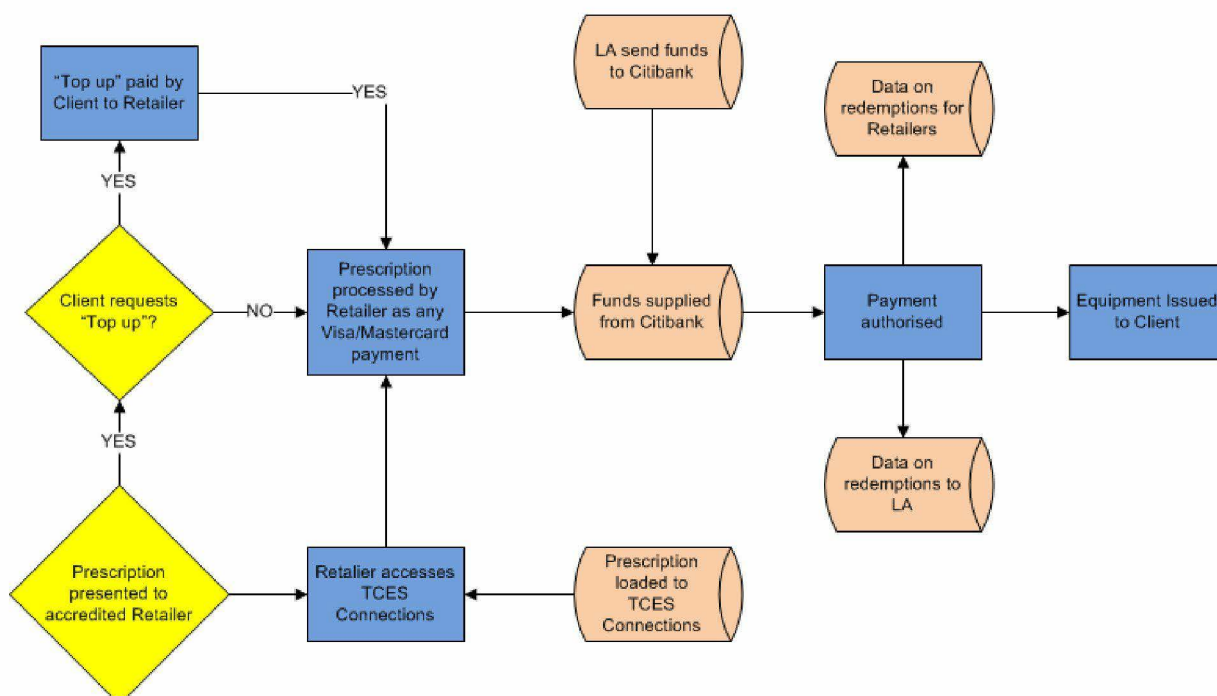 “Top up” paid by
Client to Retailer
YES
LA send funds
to Citibank
Data on
redemptions for
Retailers
YES
Client requests
“Top up”?
NO
Prescription
processed by
Retailer as any
Visa/Mastercard
payment
Funds supplied
from Citibank
Payment
authorised
Equipment Issued
to Client
YES
Data on
redemptions to
LA
Prescription
presented to
accredited Retailer
Retalier accesses
TCES
Connections
Prescription
loaded to
TCES
Connections